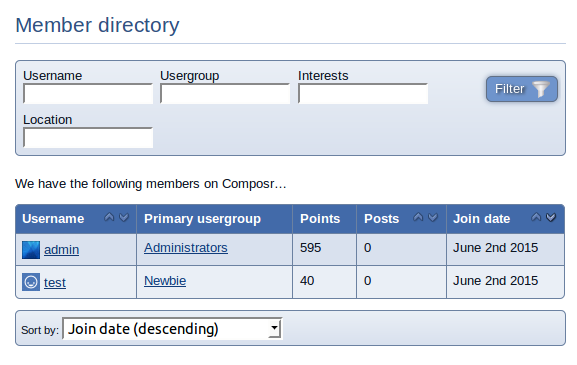 Member directory
Username Usergroup Interests
Filter
Location
We have the following members on Composr...
Username Primary usergroup Points Posts Join date
admin Administrators 595 0 June 2nd 2015
test Newbie 40 0 June 2nd 2015
Sort by: Join date (descending)